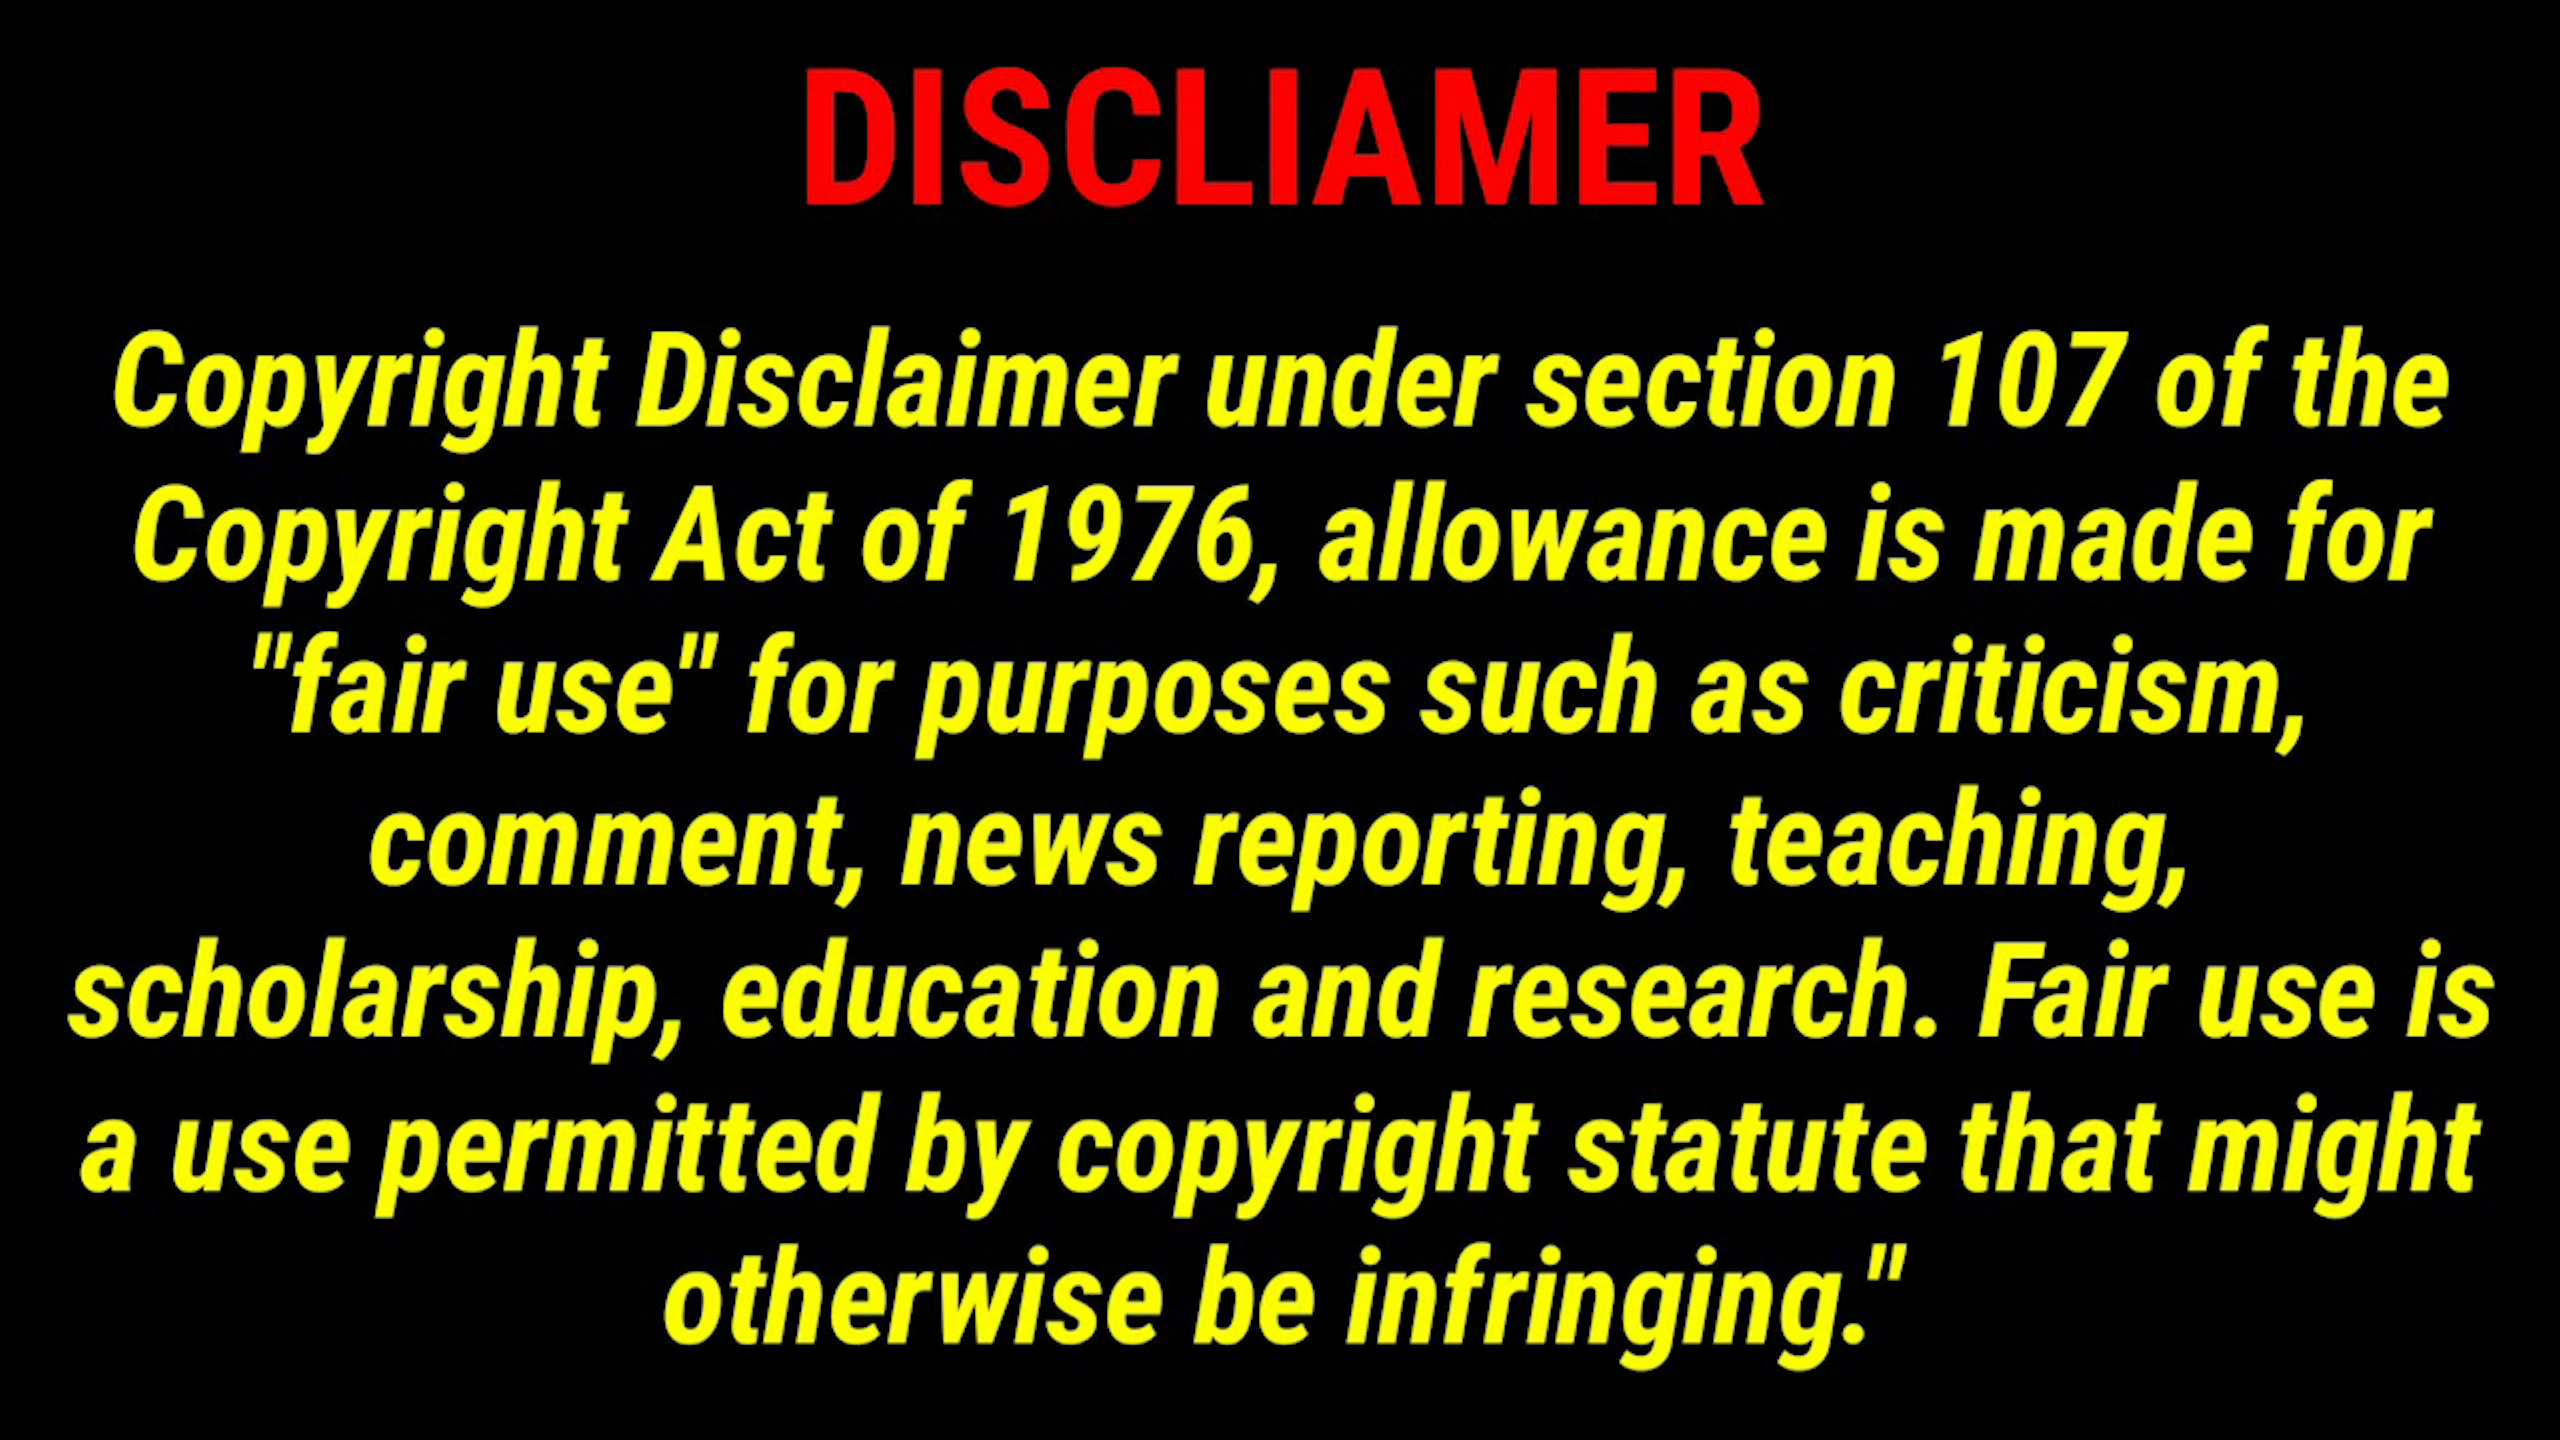 DISCLIAMER
Copyright Disclaimer under section 107 of the
Copyright Act of 1976, allowance is made for
"fair use" for purposes such as criticism,
comment, news reporting, teaching,
scholarship, education and research. Fair use is
a use permitted by copyright statute that might
otherwise be infringing."